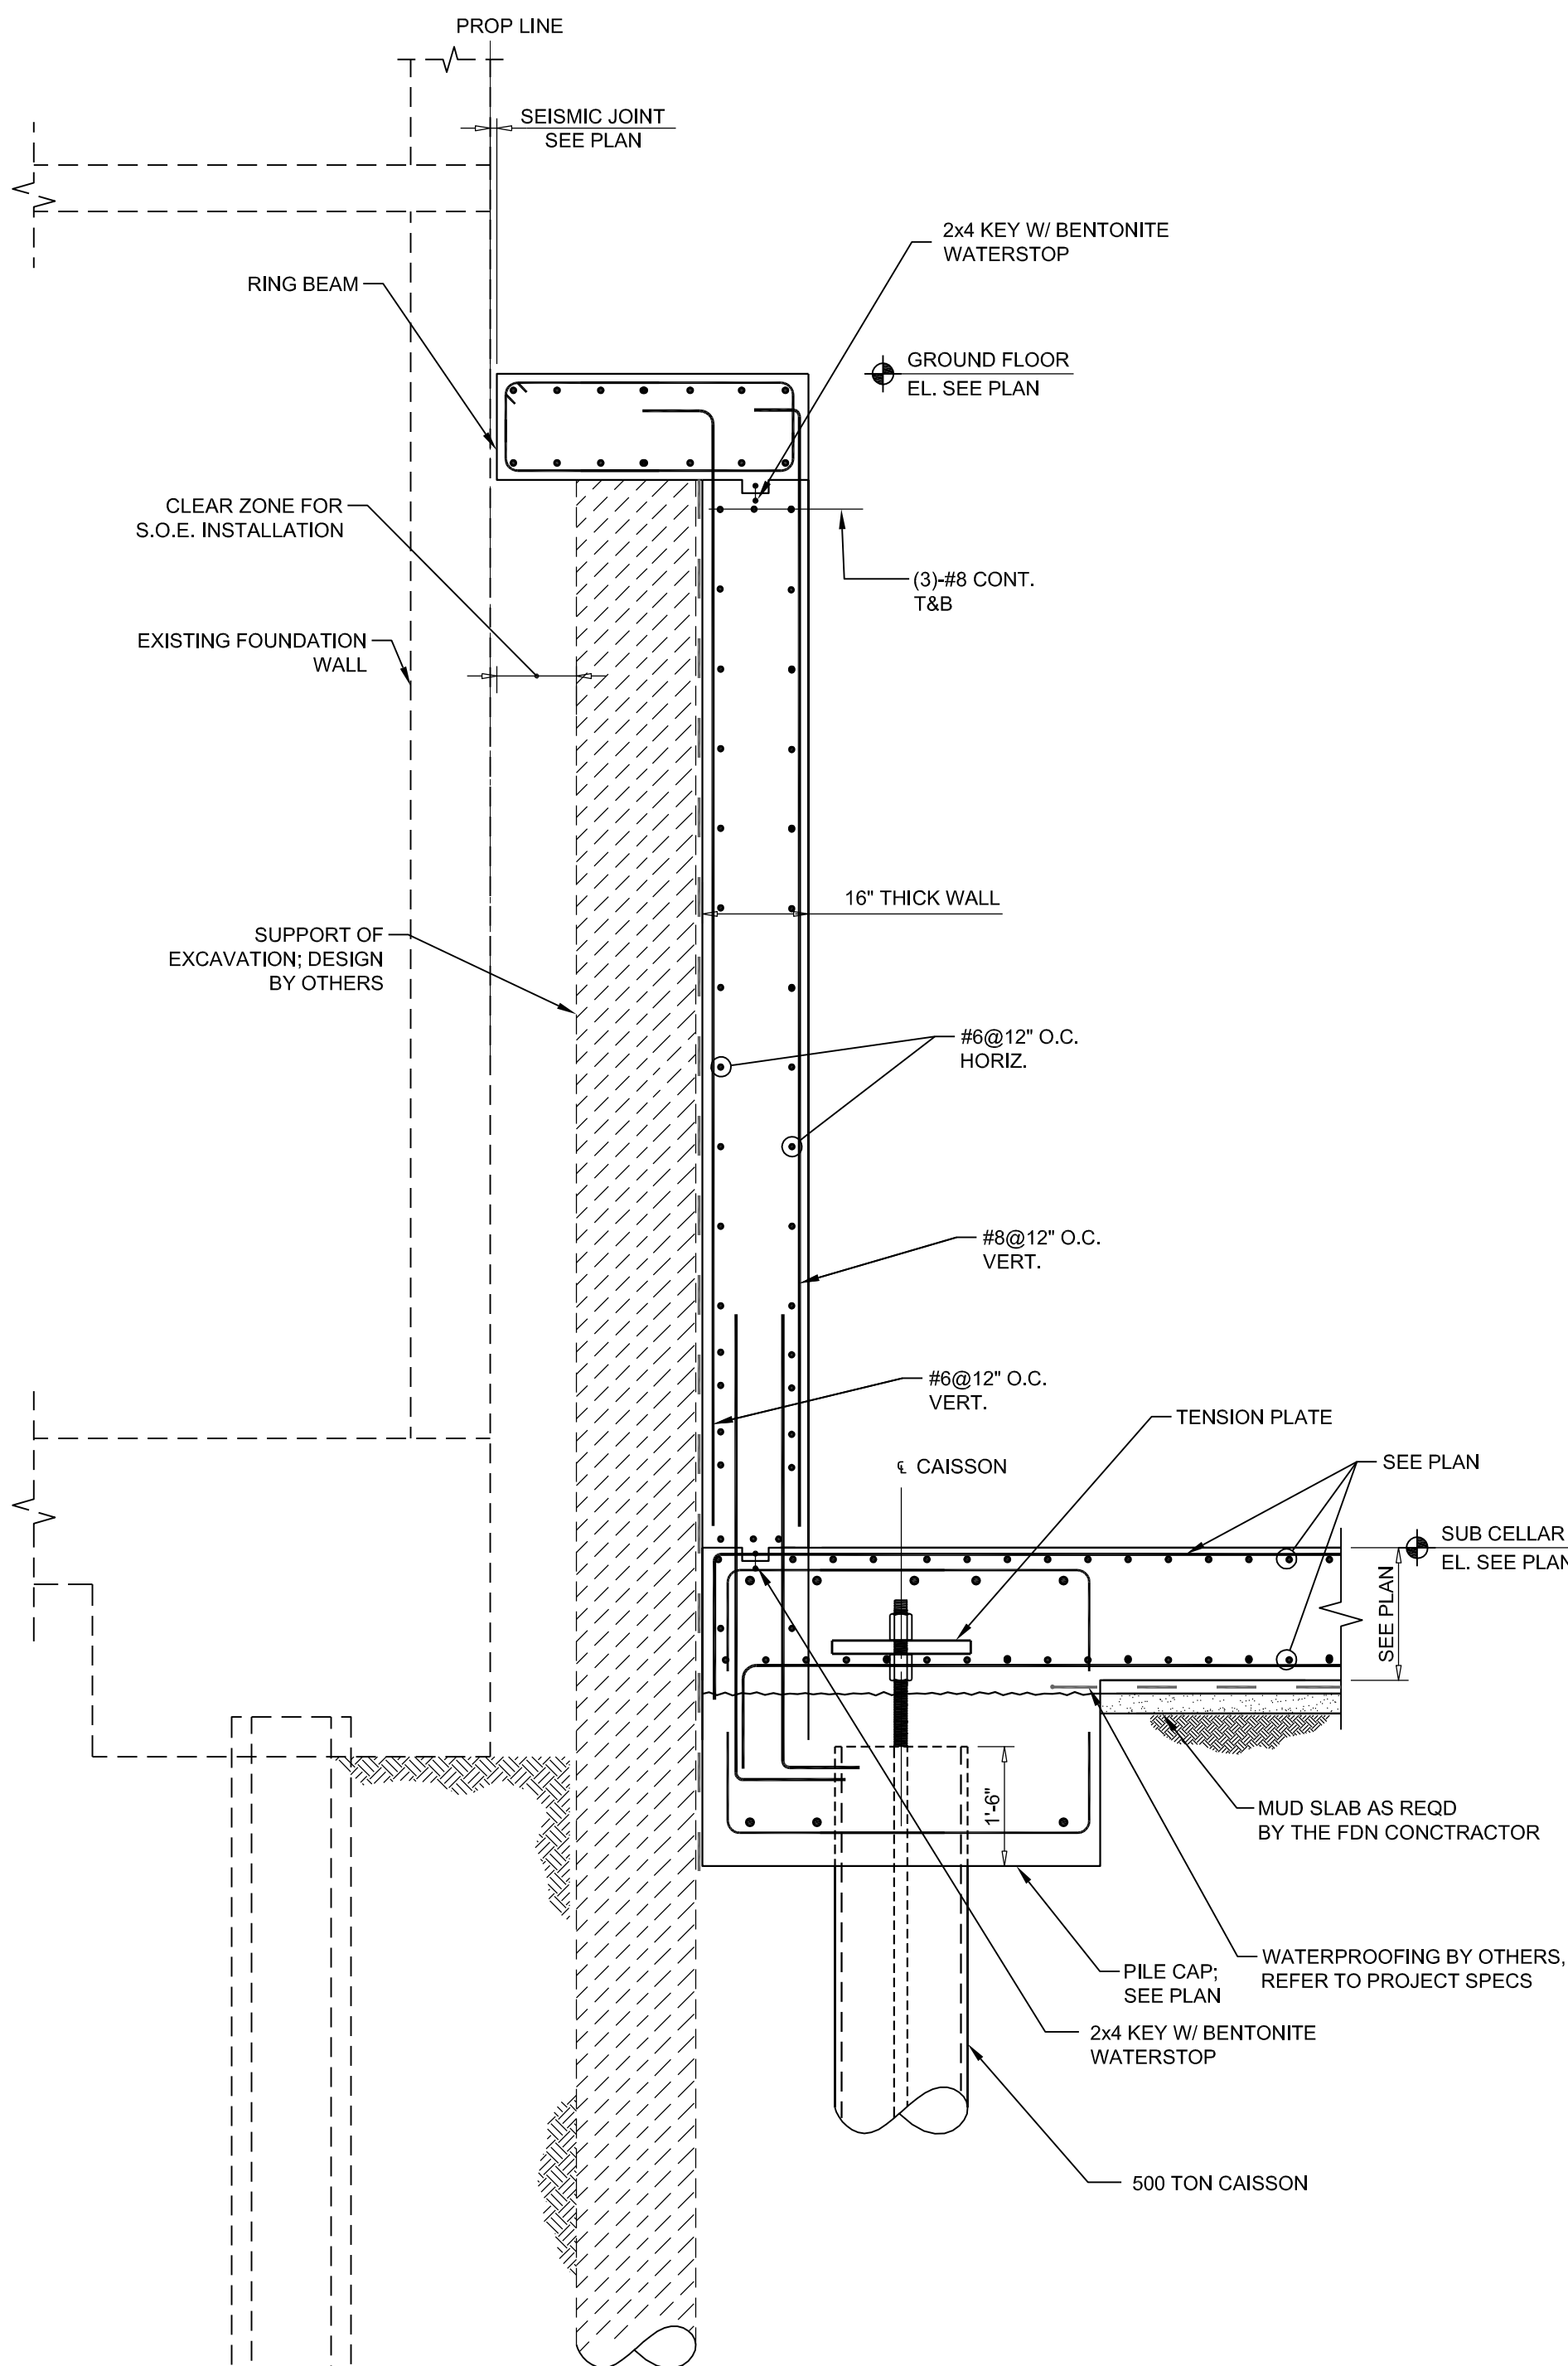 PROP LINE
SEISMIC JOINT
SEE PLAN
2x4 KEY W/ BENTONITE
WATERSTOP
RING BEAM
GROUND FLOOR
EL. SEE PLAN
CLEAR ZONE FOR
S.O.E. INSTALLATION
(3)-#8 CONT.
T&B
EXISTING FOUNDATION
WALL
16" THICK WALL
SUPPORT OF
EXCAVATION; DESIGN
BY OTHERS
#6@12" O.C.
HORIZ.
#8@12" O.C.
VERT.
#6@12" O.C.
VERT.
TENSION PLATE
℄ CAISSON
SEE PLAN
SUB CELLAR
EL. SEE PLAN
SEE PLAN
1'-6"
MUD SLAB AS REQD
BY THE FDN CONCTRACTOR
WATERPROOFING BY OTHERS,
REFER TO PROJECT SPECS
PILE CAP;
SEE PLAN
2x4 KEY W/ BENTONITE
WATERSTOP
500 TON CAISSON